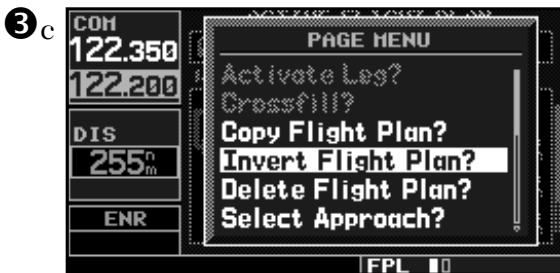 ❸c
COM
122.350
122.200
DIS
255nm
ENR
PAGE MENU
Activate Leg?
Crossfill?
Copy Flight Plan?
Invert Flight Plan?
Delete Flight Plan?
Select Approach?
FPL